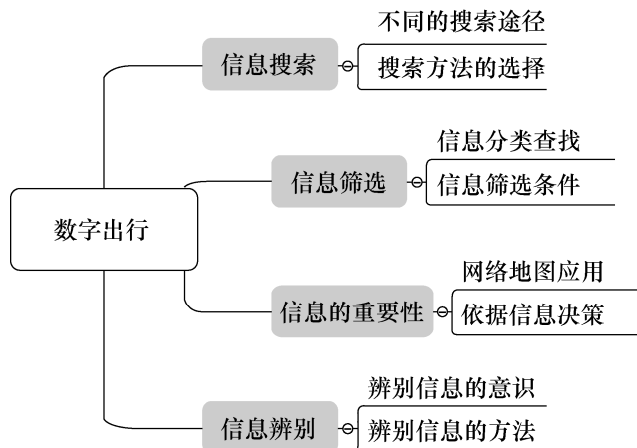 数字出行
信息搜索
不同的搜索途径
搜索方法的选择
信息筛选
信息分类查找
信息筛选条件
信息的重要性
网络地图应用
依据信息决策
信息辨别
辨别信息的意识
辨别信息的方法